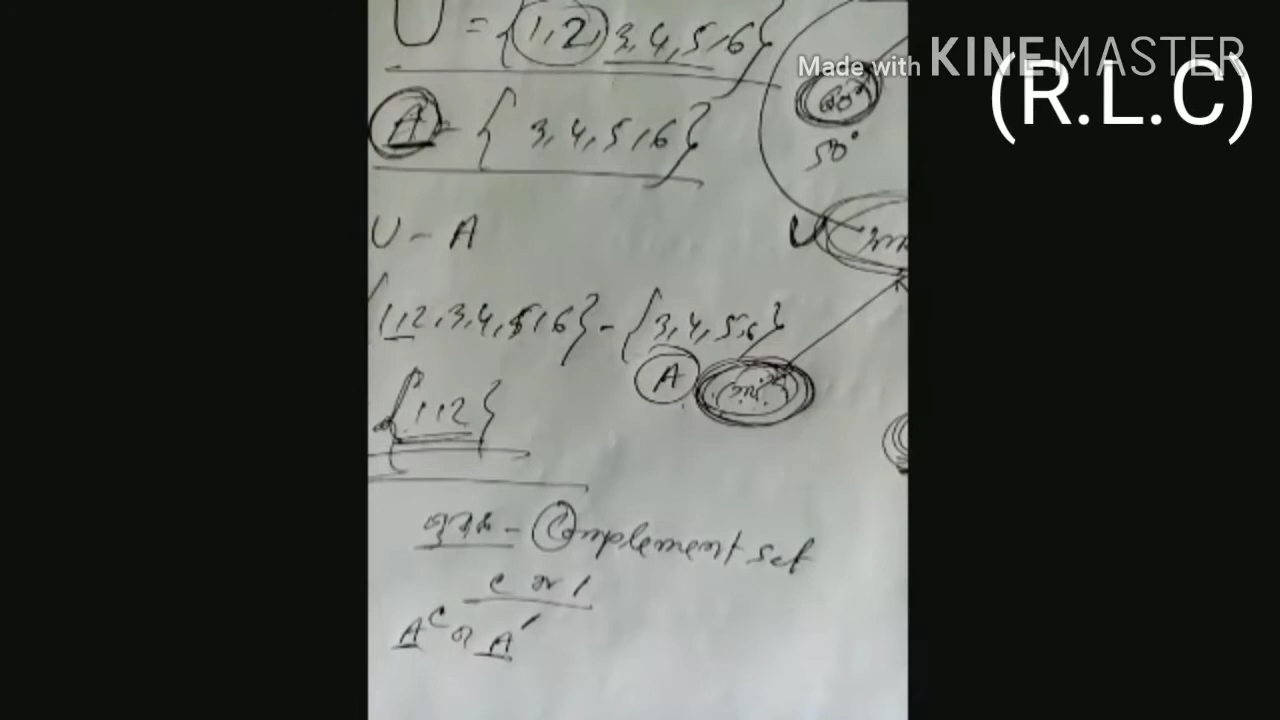 U = {1,2, 3,4,5,6}
A = { 3,4,5,6}
U - A
{1,2,3,4,5,6} - {3,4,5,6}
A
{1,2}
Complement set
c or /
A^c or A′
50°
U
Made with KINEMASTER
(R.L.C)